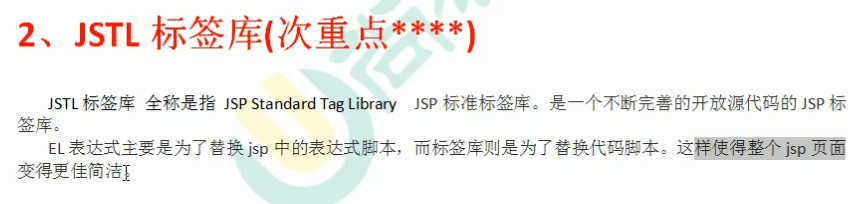 2、JSTL 标签库(次重点****)
JSTL 标签库 全称是指 JSP Standard Tag Library JSP 标准标签库。是一个不断完善的开放源代码的 JSP 标
签库。
EL 表达式主要是为了替换 jsp 中的表达式脚本，而标签库则是为了替换代码脚本。这样使得整个 jsp 页面
变得更佳简洁。